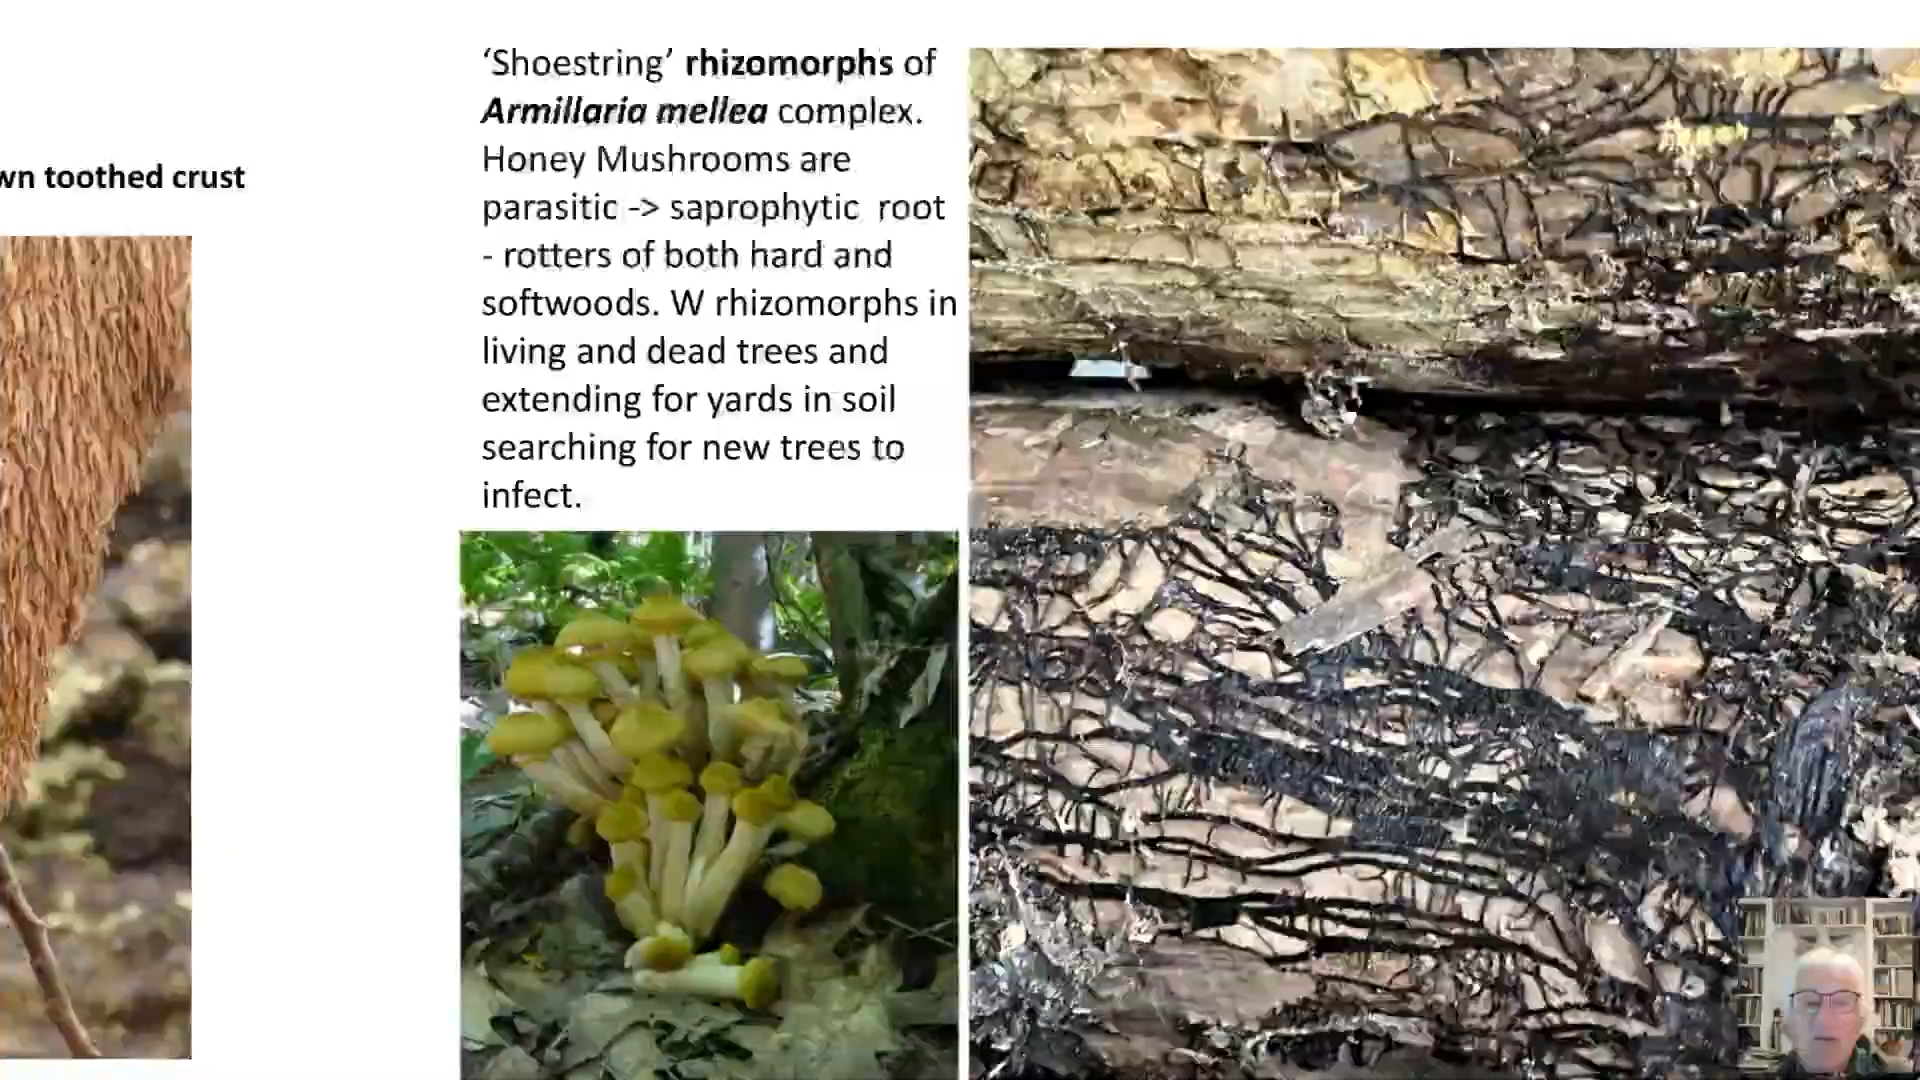 wn toothed crust
‘Shoestring’ rhizomorphs of
Armillaria mellea complex.
Honey Mushrooms are
parasitic -> saprophytic root
- rotters of both hard and
softwoods. W rhizomorphs in
living and dead trees and
extending for yards in soil
searching for new trees to
infect.